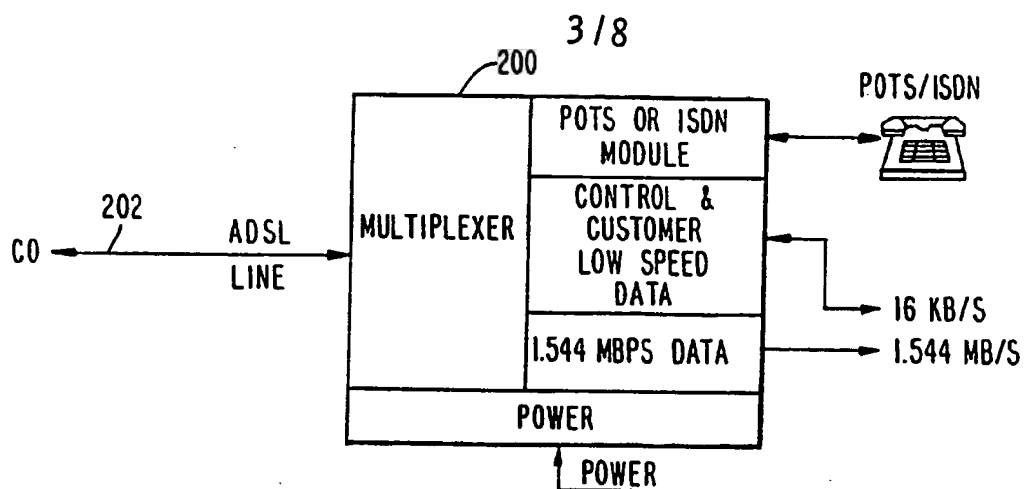 3/8
200
POTS/ISDN
POTS OR ISDN
MODULE
202
CO
ADSL
LINE
MULTIPLEXER
CONTROL &
CUSTOMER
LOW SPEED
DATA
16 KB/S
1.544 MBPS DATA
1.544 MB/S
POWER
POWER